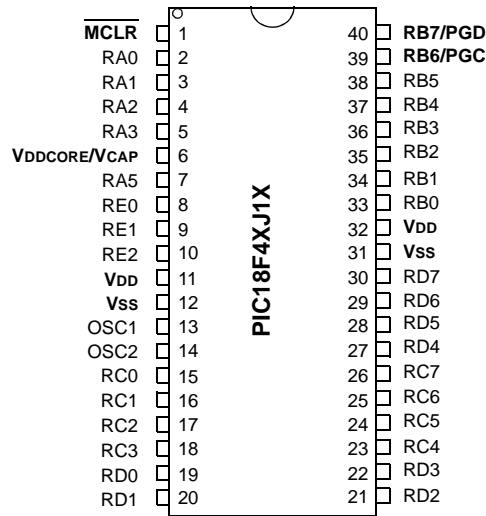 MCLR 1 40 RB7/PGD
RA0 2 39 RB6/PGC
RA1 3 38 RB5
RA2 4 37 RB4
RA3 5 36 RB3
VDDCORE/VCAP 6 35 RB2
RA5 7 34 RB1
RE0 8 33 RB0
RE1 9 32 VDD
RE2 10 31 VSS
VDD 11 30 RD7
VSS 12 29 RD6
OSC1 13 28 RD5
OSC2 14 27 RD4
RC0 15 26 RC7
RC1 16 25 RC6
RC2 17 24 RC5
RC3 18 23 RC4
RD0 19 22 RD3
RD1 20 21 RD2
PIC18F4XJ1X